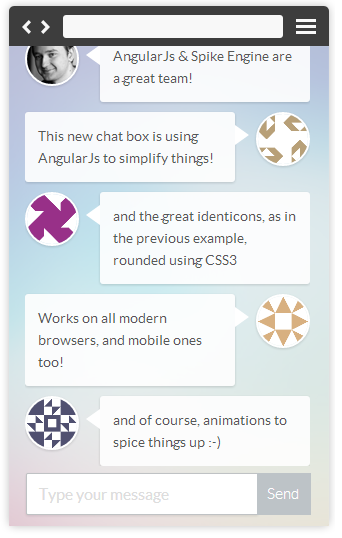 AngularJs & Spike Engine are
a great team!
This new chat box is using
AngularJs to simplify things!
and the great identicons, as in
the previous example,
rounded using CSS3
Works on all modern
browsers, and mobile ones
too!
and of course, animations to
spice things up :-)
Type your message
Send